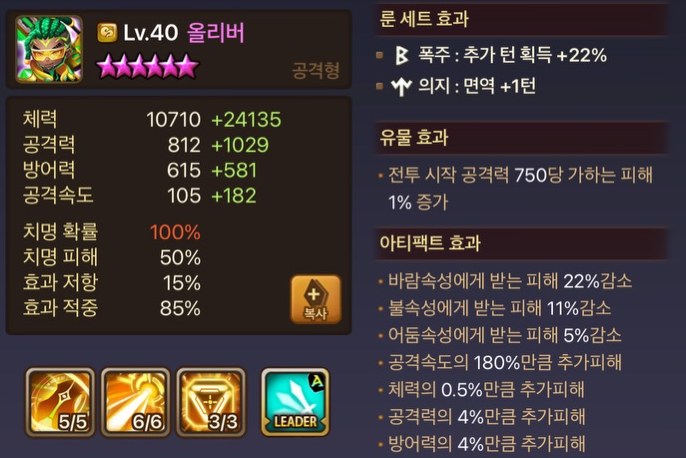 Lv.40 올리버
공격형
체력 10710 +24135
공격력 812 +1029
방어력 615 +581
공격속도 105 +182
치명 확률 100%
치명 피해 50%
효과 저항 15%
효과 적중 85%
복사
5/5 6/6 3/3 A LEADER
룬 세트 효과
폭주 : 추가 턴 획득 +22%
의지 : 면역 +1턴
유물 효과
• 전투 시작 공격력 750당 가하는 피해
1% 증가
아티팩트 효과
• 바람속성에게 받는 피해 22%감소
• 불속성에게 받는 피해 11%감소
• 어둠속성에게 받는 피해 5%감소
• 공격속도의 180%만큼 추가피해
• 체력의 0.5%만큼 추가피해
• 공격력의 4%만큼 추가피해
• 방어력의 4%만큼 추가피해